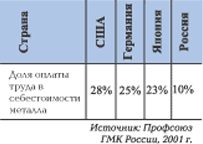 Страна
США
Германия
Япония
Россия
Доля оплаты
труда в
себестоимости
металла
28%
25%
23%
10%
Источник: Профсоюз
ГМК России, 2001 г.